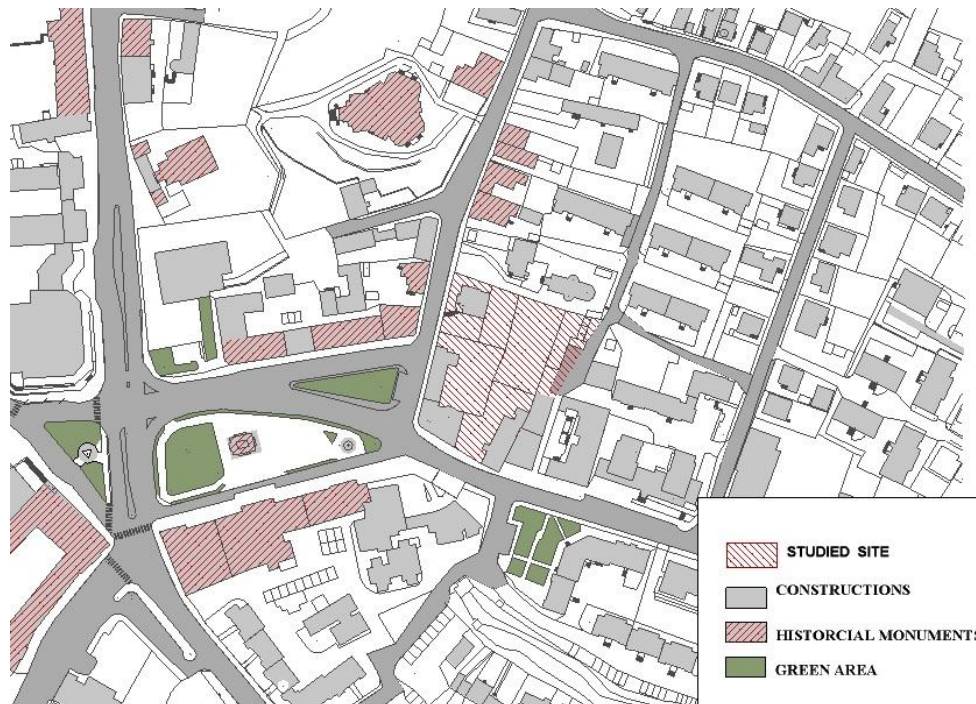 STUDIED SITE
CONSTRUCTIONS
HISTORCIAL MONUMENTS
GREEN AREA